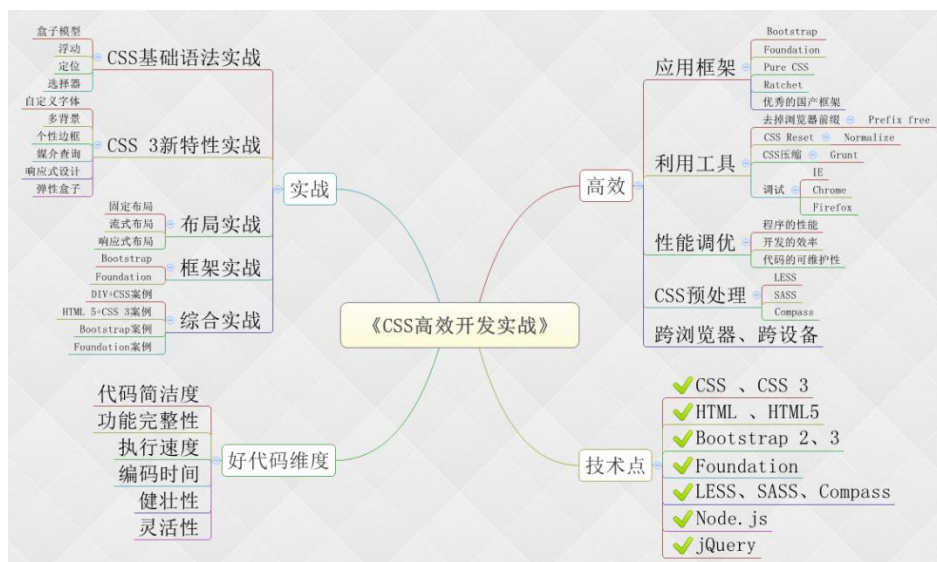 《CSS高效开发实战》
实战
CSS基础语法实战
盒子模型
浮动
定位
选择器
CSS 3新特性实战
自定义字体
多背景
个性边框
媒介查询
响应式设计
弹性盒子
布局实战
固定布局
流式布局
响应式布局
框架实战
Bootstrap
Foundation
综合实战
DIV+CSS案例
HTML 5+CSS 3案例
Bootstrap案例
Foundation案例
好代码维度
代码简洁度
功能完整性
执行速度
编码时间
健壮性
灵活性
高效
应用框架
Bootstrap
Foundation
Pure CSS
Ratchet
优秀的国产框架
利用工具
去掉浏览器前缀
Prefix free
CSS Reset
Normalize
CSS压缩
Grunt
调试
IE
Chrome
Firefox
性能调优
程序的性能
开发的效率
代码的可维护性
CSS预处理
LESS
SASS
Compass
跨浏览器、跨设备
技术点
CSS 、CSS 3
HTML 、HTML5
Bootstrap 2、3
Foundation
LESS、SASS、Compass
Node.js
jQuery